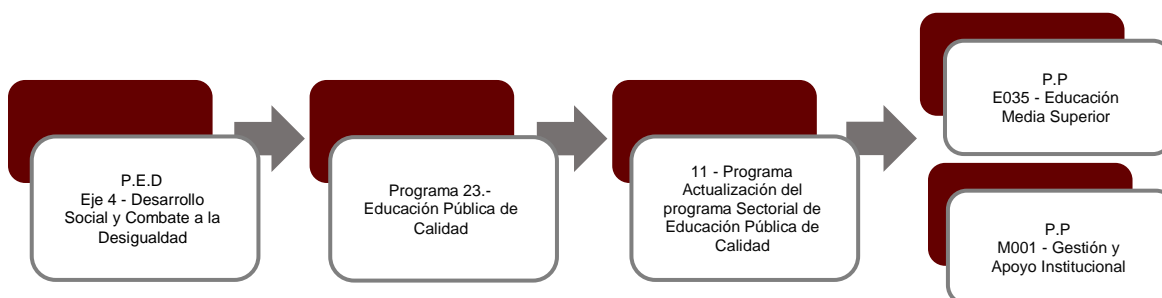 P.E.D
Eje 4 - Desarrollo
Social y Combate a la
Desigualdad
Programa 23.-
Educación Pública de
Calidad
11 - Programa
Actualización del
programa Sectorial de
Educación Pública de
Calidad
P.P
E035 - Educación
Media Superior
P.P
M001 - Gestión y
Apoyo Institucional